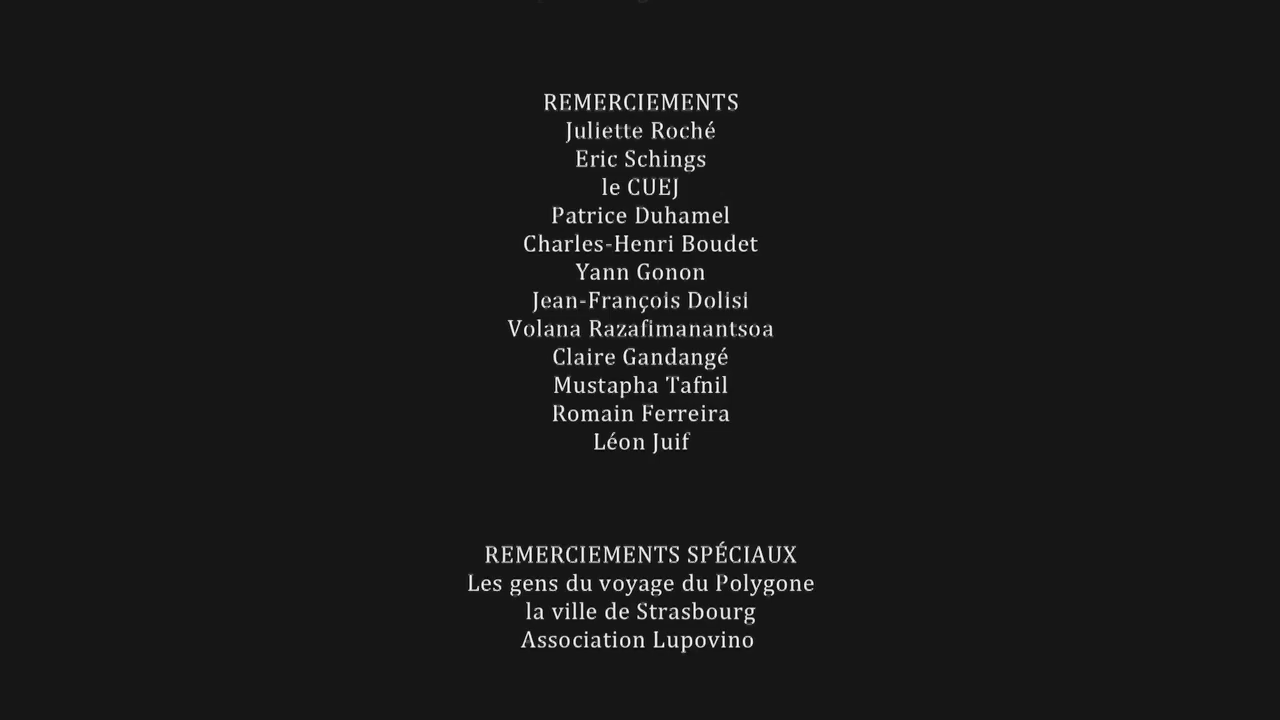 REMERCIEMENTS
Juliette Roché
Eric Schings
le CUEJ
Patrice Duhamel
Charles-Henri Boudet
Yann Gonon
Jean-François Dolisi
Volana Razafimanantsoa
Claire Gandangé
Mustapha Tafnil
Romain Ferreira
Léon Juif
REMERCIEMENTS SPÉCIAUX
Les gens du voyage du Polygone
la ville de Strasbourg
Association Lupovino